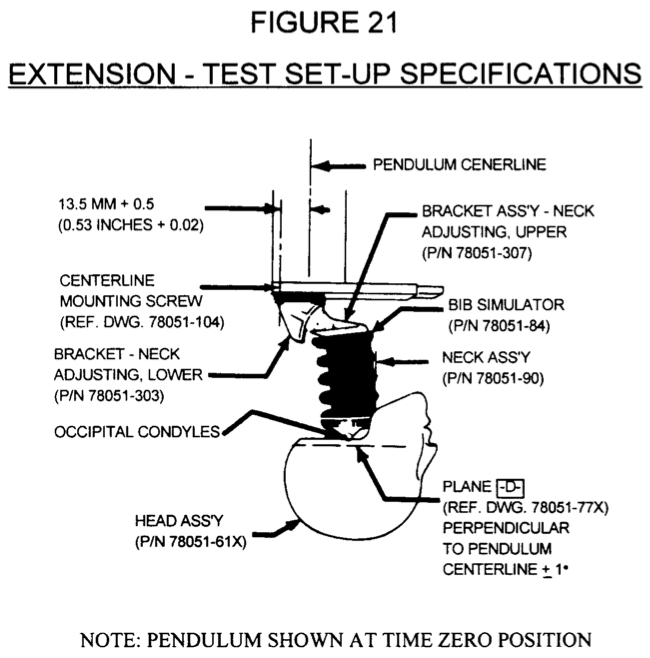 FIGURE 21
EXTENSION - TEST SET-UP SPECIFICATIONS
PENDULUM CENERLINE
13.5 MM + 0.5
(0.53 INCHES + 0.02)
BRACKET ASS'Y - NECK
ADJUSTING, UPPER
(P/N 78051-307)
CENTERLINE
MOUNTING SCREW
(REF. DWG. 78051-104)
BIB SIMULATOR
(P/N 78051-84)
BRACKET - NECK
ADJUSTING, LOWER
(P/N 78051-303)
NECK ASS'Y
(P/N 78051-90)
OCCIPITAL CONDYLES
PLANE -D-
(REF. DWG. 78051-77X)
PERPENDICULAR
TO PENDULUM
CENTERLINE ± 1°
HEAD ASS'Y
(P/N 78051-61X)
NOTE: PENDULUM SHOWN AT TIME ZERO POSITION